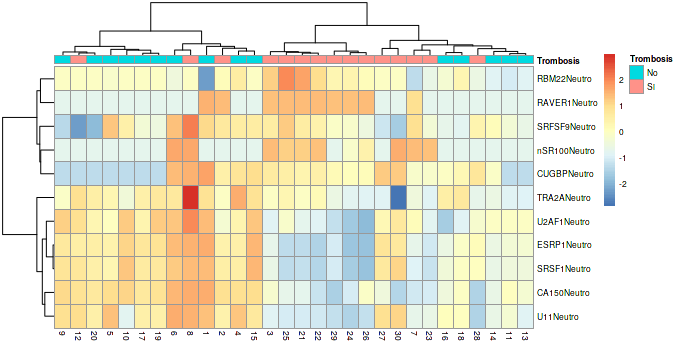 Trombosis
RBM22Neutro
RAVER1Neutro
SRFSF9Neutro
nSR100Neutro
CUGBPNeutro
TRA2ANeutro
U2AF1Neutro
ESRP1Neutro
SRSF1Neutro
CA150Neutro
U11Neutro
9 12 20 5 10 17 19 6 8 1 2 4 15 3 25 21 22 29 24 16 26 27 30 7 23 18 28 14 11 13
2
1
0
-1
-2
Trombosis
No
Si